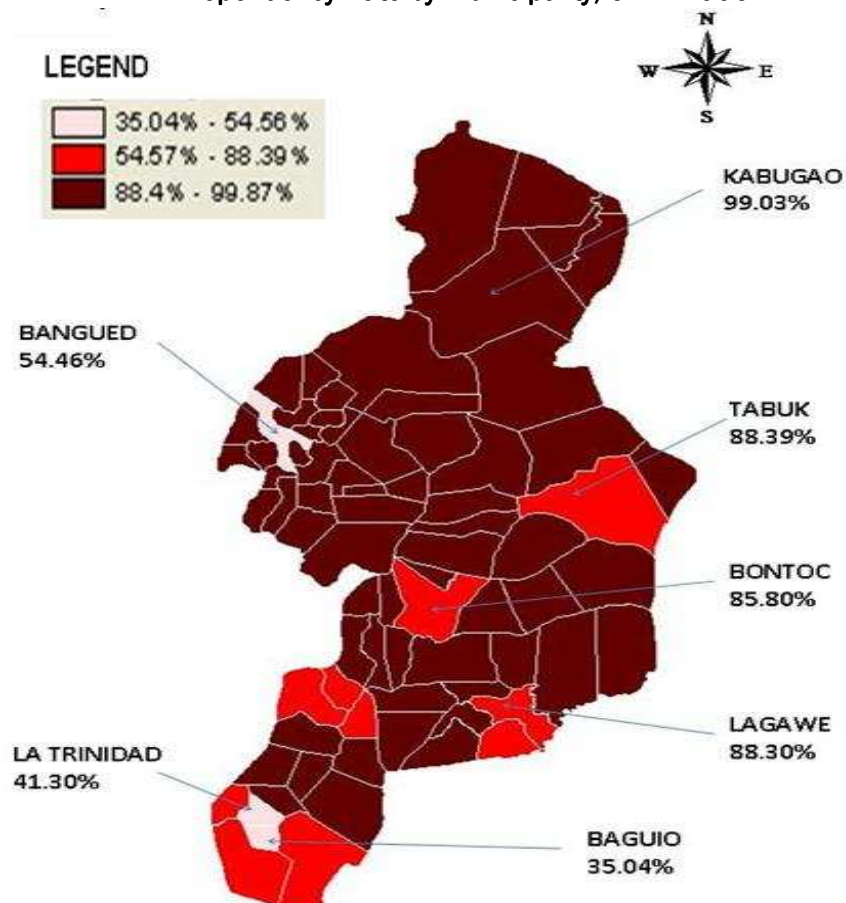 LEGEND
35.04% - 54.56%
54.57% - 88.39%
88.4% - 99.87%
N
W
E
S
KABUGAO
99.03%
BANGUED
54.46%
TABUK
88.39%
BONTOC
85.80%
LAGAWE
88.30%
LA TRINIDAD
41.30%
BAGUIO
35.04%